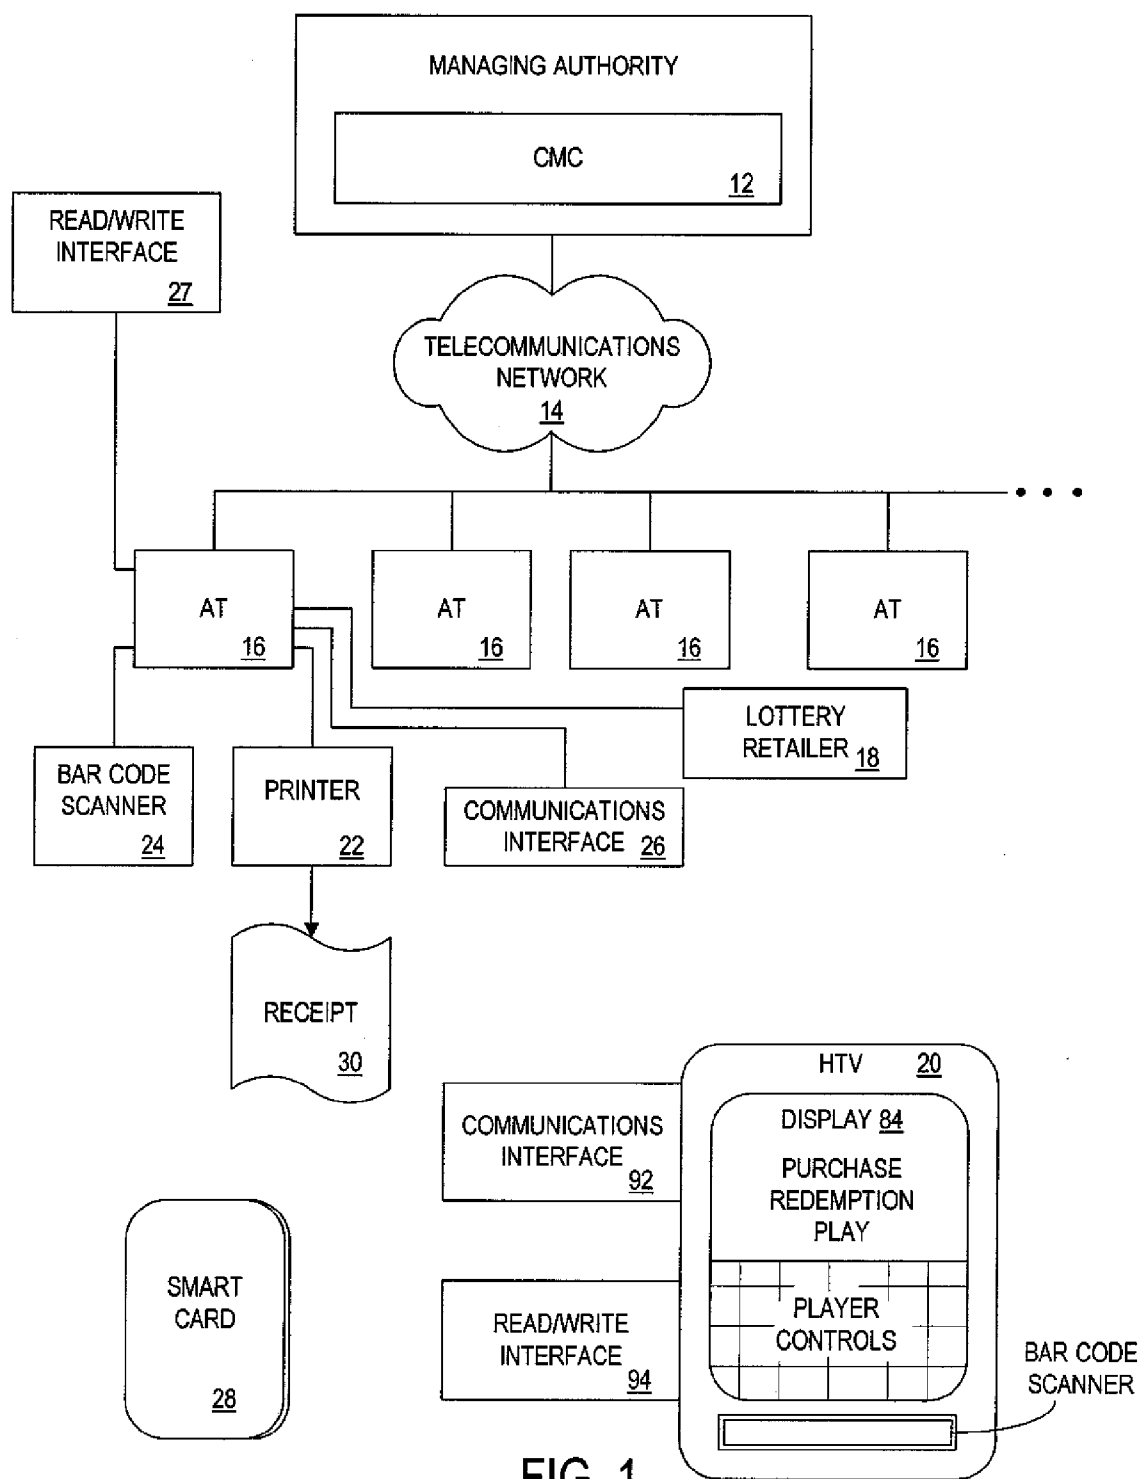 MANAGING AUTHORITY
CMC
12
READ/WRITE
INTERFACE
27
TELECOMMUNICATIONS
NETWORK
14
AT
16
AT
16
AT
16
AT
16
LOTTERY
RETAILER 18
BAR CODE
SCANNER
24
PRINTER
22
COMMUNICATIONS
INTERFACE 26
RECEIPT
30
HTV 20
COMMUNICATIONS
INTERFACE
92
DISPLAY 84
PURCHASE
REDEMPTION
PLAY
SMART
CARD
28
READ/WRITE
INTERFACE
94
PLAYER
CONTROLS
BAR CODE
SCANNER
FIG. 1